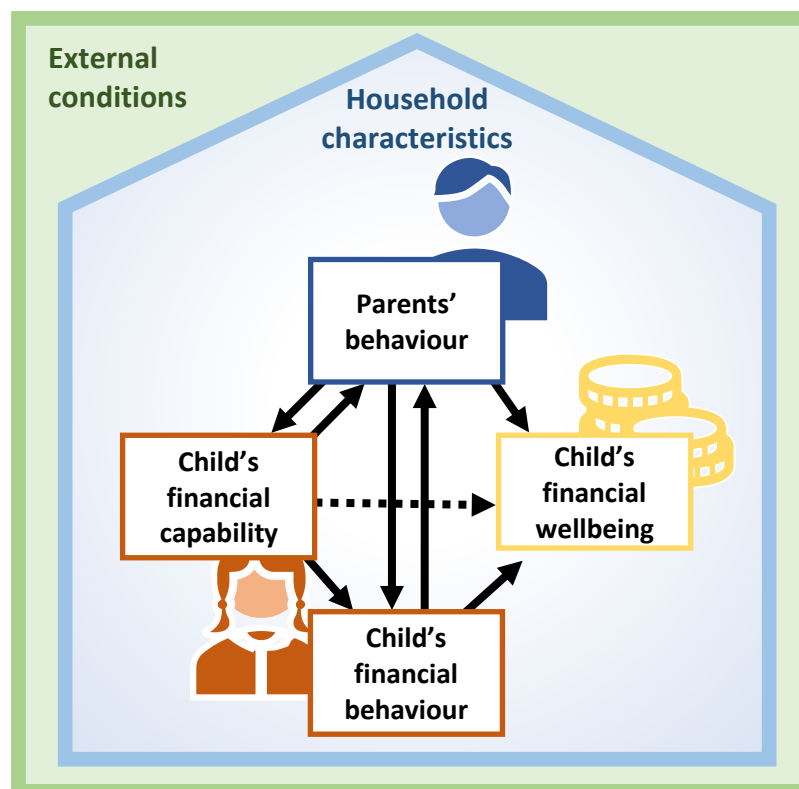 External
conditions
Household
characteristics
Parents’
behaviour
Child’s
financial
capability
Child’s
financial
wellbeing
Child’s
financial
behaviour